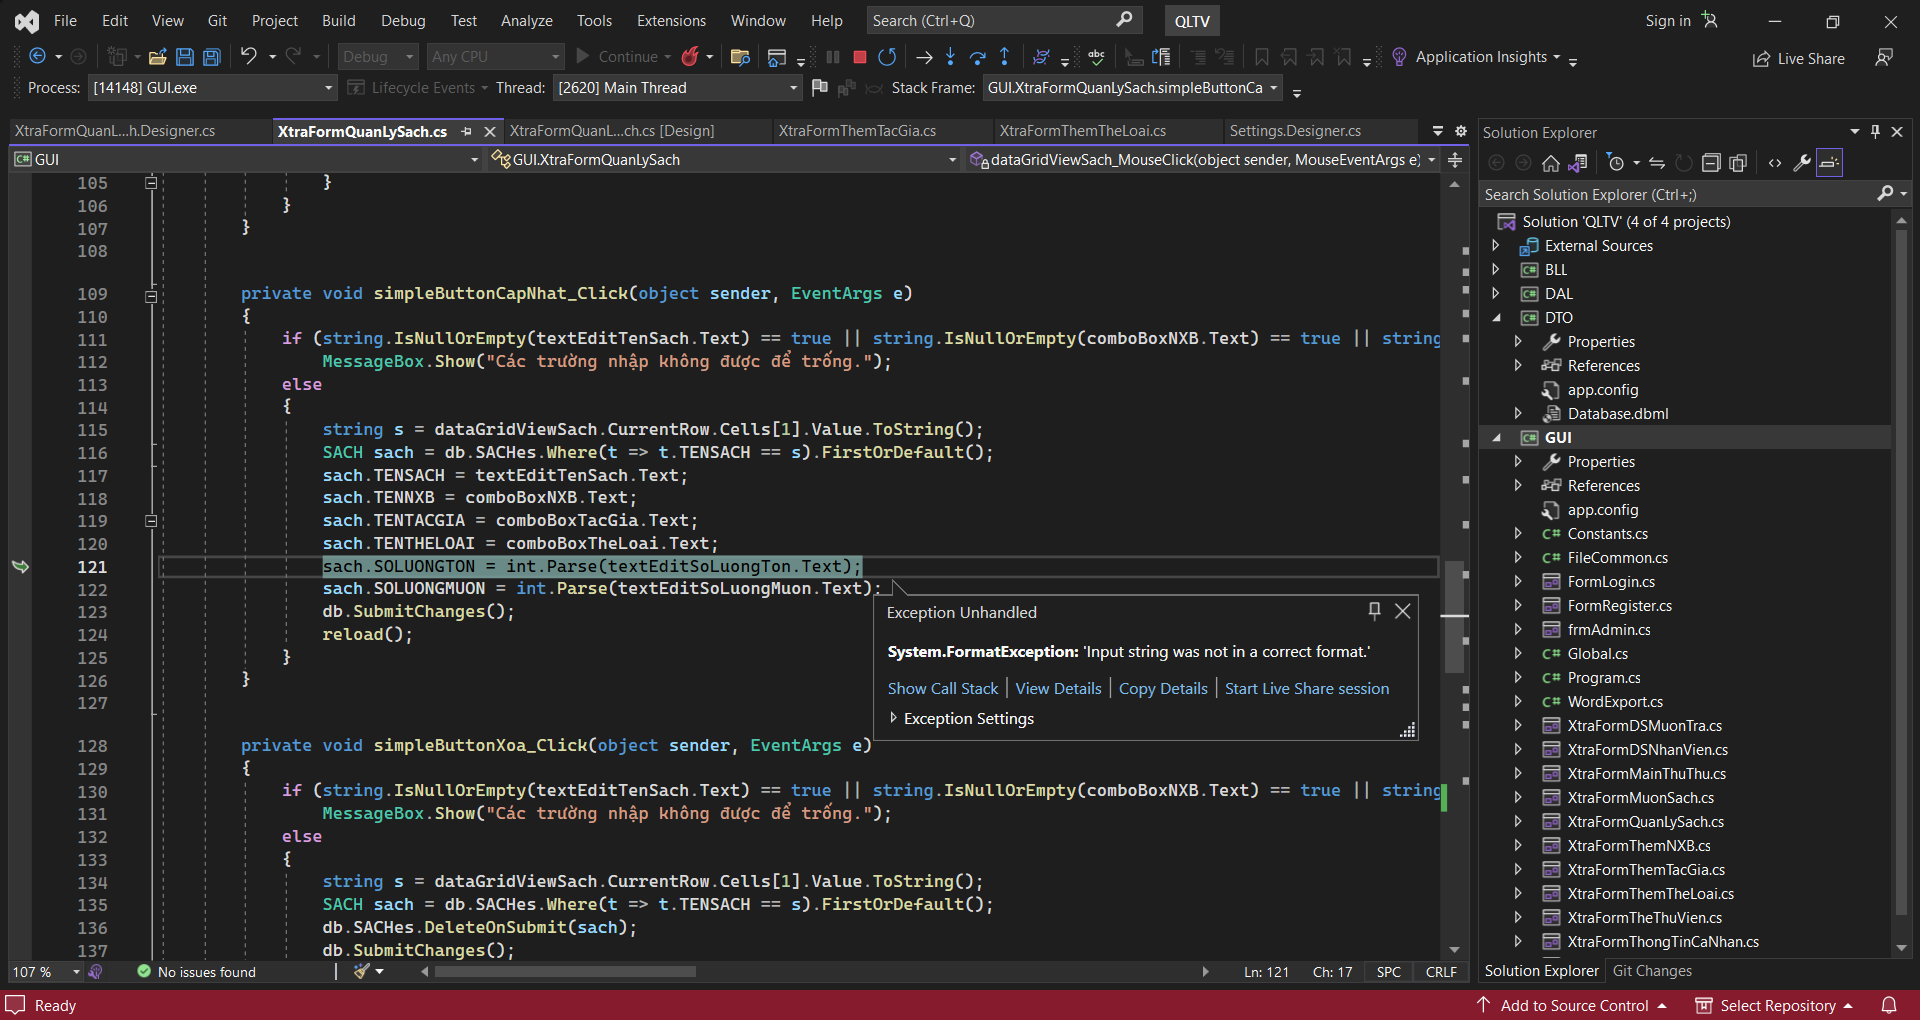 File Edit View Git Project Build Debug Test Analyze Tools Extensions Window Help Search (Ctrl+Q) QLTV Sign in
Debug Any CPU Continue Application Insights Live Share
Process: [14148] GUI.exe Lifecycle Events Thread: [2620] Main Thread Stack Frame: GUI.XtraFormQuanLySach.simpleButtonCa
XtraFormQuanL...h.Designer.cs XtraFormQuanLySach.cs XtraFormQuanL...ch.cs [Design] XtraFormThemTacGia.cs XtraFormThemTheLoai.cs Settings.Designer.cs
GUI GUI.XtraFormQuanLySach dataGridViewSach_MouseClick(object sender, MouseEventArgs e)
105 }
106 }
107 }
108
109 private void simpleButtonCapNhat_Click(object sender, EventArgs e)
110 {
111 if (string.IsNullOrEmpty(textEditTenSach.Text) == true || string.IsNullOrEmpty(comboBoxNXB.Text) == true || string
112 MessageBox.Show("Các trường nhập không được để trống.");
113 else
114 {
115 string s = dataGridViewSach.CurrentRow.Cells[1].Value.ToString();
116 SACH sach = db.SACHes.Where(t => t.TENSACH == s).FirstOrDefault();
117 sach.TENSACH = textEditTenSach.Text;
118 sach.TENNXB = comboBoxNXB.Text;
119 sach.TENTACGIA = comboBoxTacGia.Text;
120 sach.TENTHELOAI = comboBoxTheLoai.Text;
121 sach.SOLUONGTON = int.Parse(textEditSoLuongTon.Text);
122 sach.SOLUONGMUON = int.Parse(textEditSoLuongMuon.Text);
123 db.SubmitChanges();
124 reload();
125 }
126 }
127
128 private void simpleButtonXoa_Click(object sender, EventArgs e)
129 {
130 if (string.IsNullOrEmpty(textEditTenSach.Text) == true || string.IsNullOrEmpty(comboBoxNXB.Text) == true || string
131 MessageBox.Show("Các trường nhập không được để trống.");
132 else
133 {
134 string s = dataGridViewSach.CurrentRow.Cells[1].Value.ToString();
135 SACH sach = db.SACHes.Where(t => t.TENSACH == s).FirstOrDefault();
136 db.SACHes.DeleteOnSubmit(sach);
137 db.SubmitChanges();
Exception Unhandled
System.FormatException: 'Input string was not in a correct format.'
Show Call Stack | View Details | Copy Details | Start Live Share session
Exception Settings
107 % No issues found Ln: 121 Ch: 17 SPC CRLF
Solution Explorer
Search Solution Explorer (Ctrl+;)
Solution 'QLTV' (4 of 4 projects)
External Sources
C# BLL
C# DAL
C# DTO
Properties
References
app.config
Database.dbml
C# GUI
Properties
References
app.config
C# Constants.cs
C# FileCommon.cs
FormLogin.cs
FormRegister.cs
frmAdmin.cs
C# Global.cs
C# Program.cs
C# WordExport.cs
XtraFormDSMuonTra.cs
XtraFormDSNhanVien.cs
XtraFormMainThuThu.cs
XtraFormMuonSach.cs
XtraFormQuanLySach.cs
XtraFormThemNXB.cs
XtraFormThemTacGia.cs
XtraFormThemTheLoai.cs
XtraFormTheThuVien.cs
XtraFormThongTinCaNhan.cs
Solution Explorer Git Changes
Ready Add to Source Control Select Repository